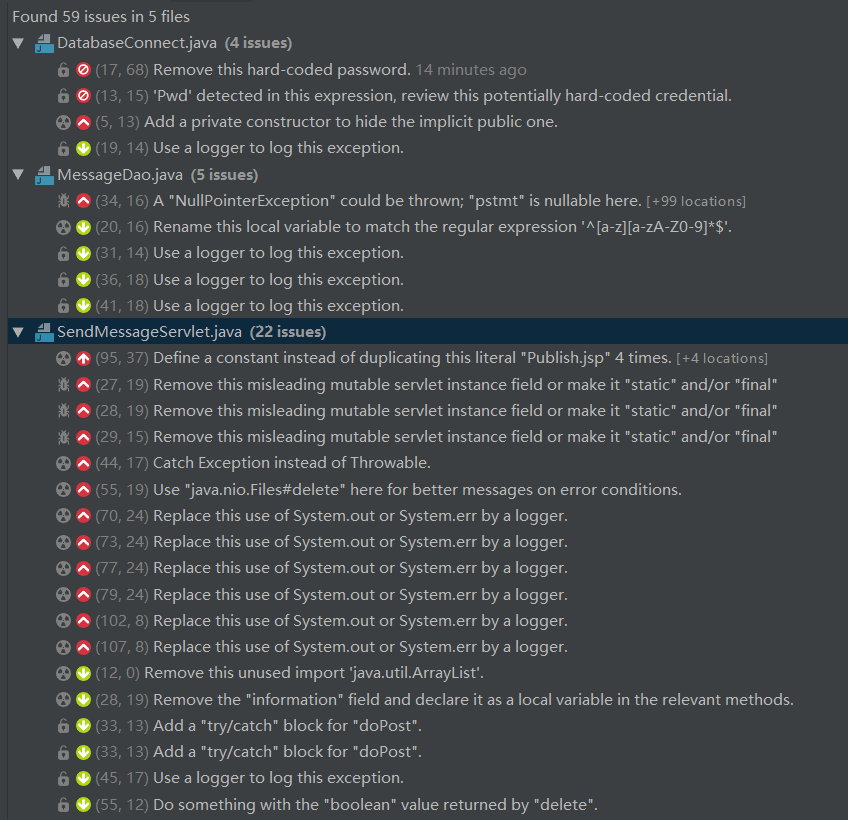 Found 59 issues in 5 files
DatabaseConnect.java (4 issues)
(17, 68) Remove this hard-coded password. 14 minutes ago
(13, 15) 'Pwd' detected in this expression, review this potentially hard-coded credential.
(5, 13) Add a private constructor to hide the implicit public one.
(19, 14) Use a logger to log this exception.
MessageDao.java (5 issues)
(34, 16) A "NullPointerException" could be thrown; "pstmt" is nullable here. [+99 locations]
(20, 16) Rename this local variable to match the regular expression '^[a-z][a-zA-Z0-9]*$'.
(31, 14) Use a logger to log this exception.
(36, 18) Use a logger to log this exception.
(41, 18) Use a logger to log this exception.
SendMessageServlet.java (22 issues)
(95, 37) Define a constant instead of duplicating this literal "Publish.jsp" 4 times. [+4 locations]
(27, 19) Remove this misleading mutable servlet instance field or make it "static" and/or "final"
(28, 19) Remove this misleading mutable servlet instance field or make it "static" and/or "final"
(29, 15) Remove this misleading mutable servlet instance field or make it "static" and/or "final"
(44, 17) Catch Exception instead of Throwable.
(55, 19) Use "java.nio.Files#delete" here for better messages on error conditions.
(70, 24) Replace this use of System.out or System.err by a logger.
(73, 24) Replace this use of System.out or System.err by a logger.
(77, 24) Replace this use of System.out or System.err by a logger.
(79, 24) Replace this use of System.out or System.err by a logger.
(102, 8) Replace this use of System.out or System.err by a logger.
(107, 8) Replace this use of System.out or System.err by a logger.
(12, 0) Remove this unused import 'java.util.ArrayList'.
(28, 19) Remove the "information" field and declare it as a local variable in the relevant methods.
(33, 13) Add a "try/catch" block for "doPost".
(33, 13) Add a "try/catch" block for "doPost".
(45, 17) Use a logger to log this exception.
(55, 12) Do something with the "boolean" value returned by "delete".